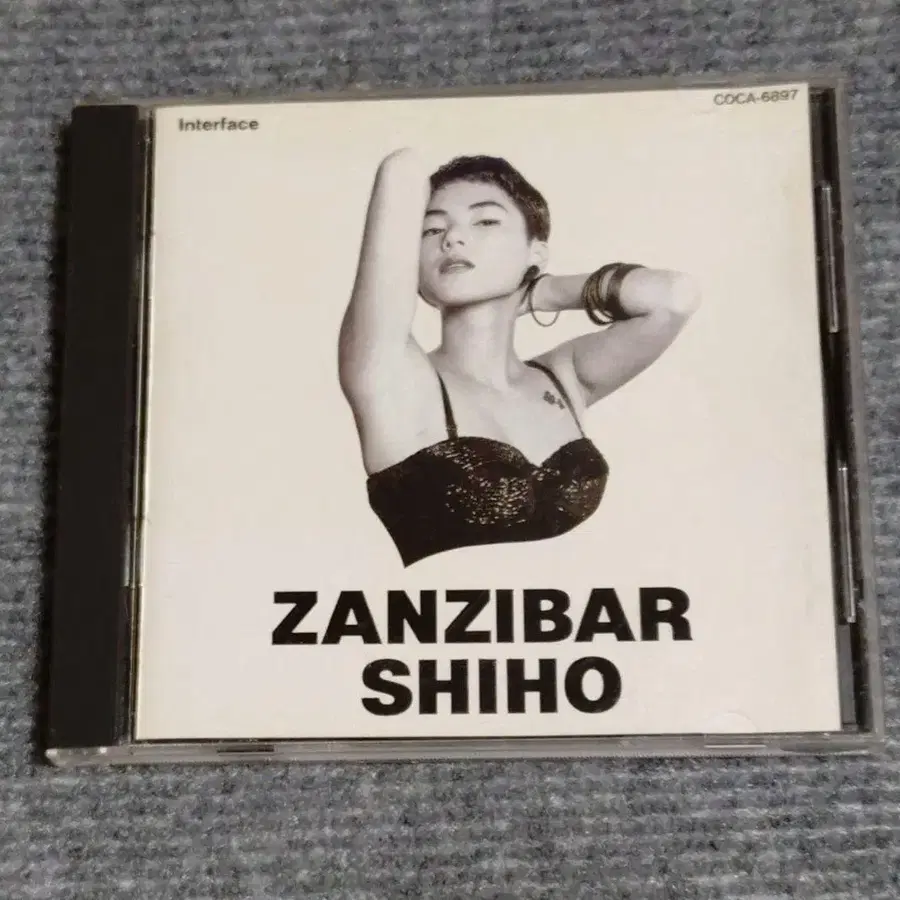 Interface
COCA-6897
ZANZIBAR
SHIHO